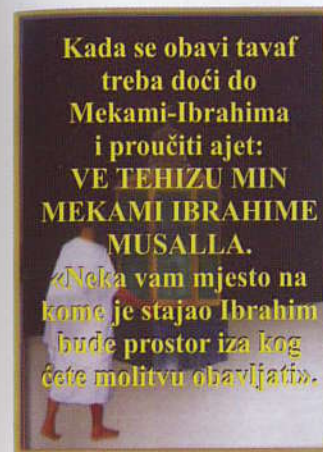 Kada se obavi tavaf
treba doći do
Mekami-Ibrahima
i proučiti ajet:
VE TEHIZU MIN
MEKAMI IBRAHIME
MUSALLA.
«Neka vam mjesto na
kome je stajao Ibrahim
bude prostor iza kog
ćete molitvu obavljati».